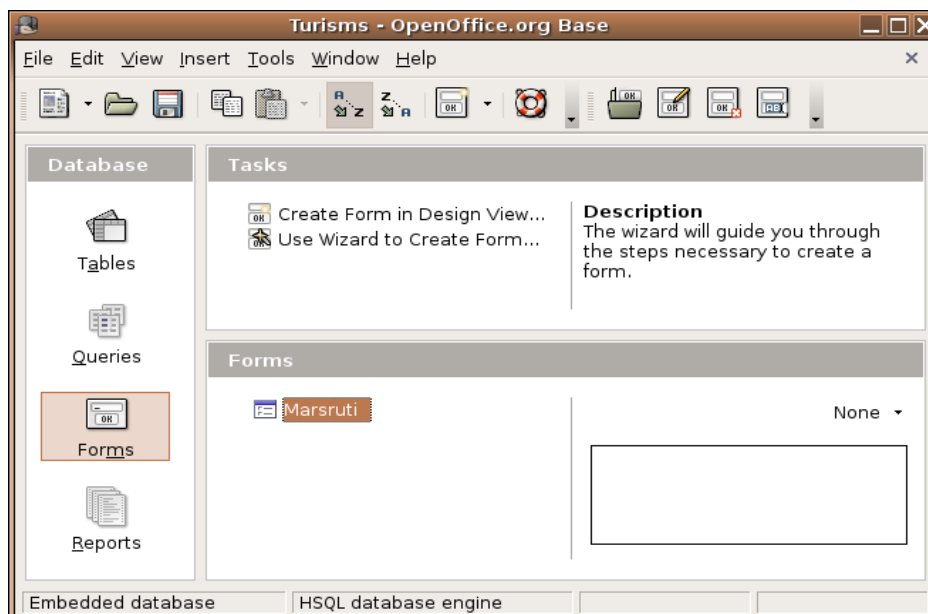 Turisms - OpenOffice.org Base
File Edit View Insert Tools Window Help
Database
Tables
Queries
Forms
Reports
Tasks
Create Form in Design View...
Use Wizard to Create Form...
Description
The wizard will guide you through
the steps necessary to create a
form.
Forms
Marsruti
None
Embedded database
HSQL database engine